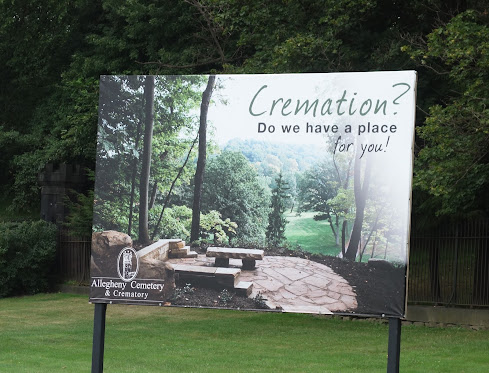 Cremation?
Do we have a place
for you!
Allegheny Cemetery
& Crematory